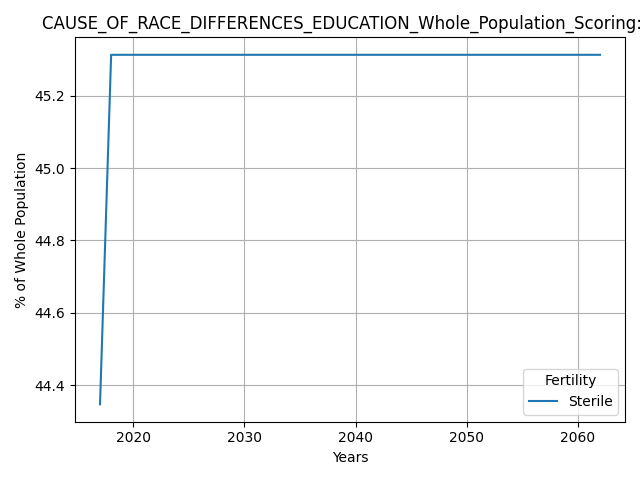 CAUSE_OF_RACE_DIFFERENCES_EDUCATION_Whole_Population_Scoring:
% of Whole Population
45.2
45.0
44.8
44.6
44.4
Fertility
Sterile
2020 2030 2040 2050 2060
Years